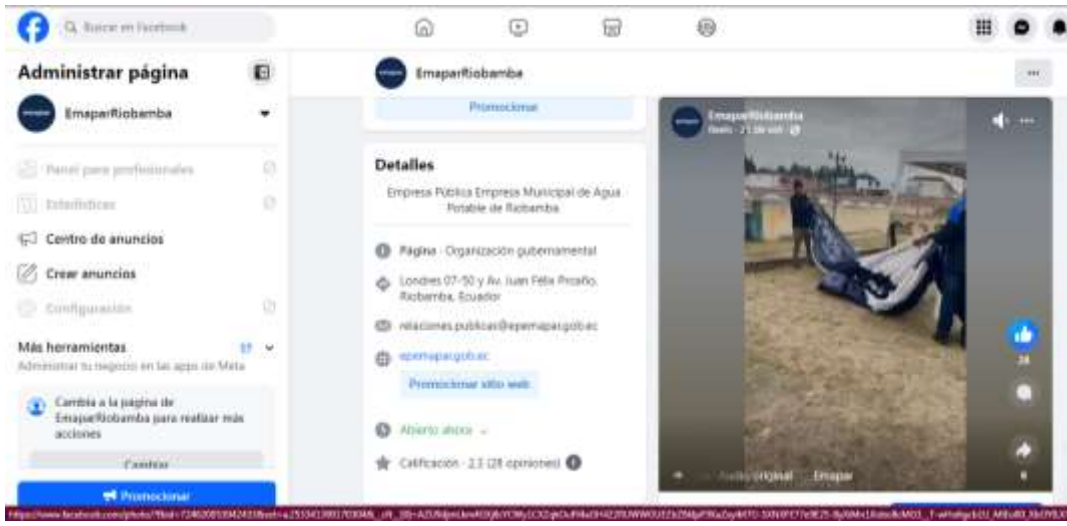 Buscar en Facebook
Administrar página
EmaparRiobamba
Panel para profesionales
Estadísticas
Centro de anuncios
Crear anuncios
Configuración
Más herramientas
Administrar tu negocio en las apps de Meta
Cambia a la página de
EmaparRiobamba para realizar más
acciones
Cambiar
Promocionar
EmaparRiobamba
Promocionar
Detalles
Empresa Pública Empresa Municipal de Agua
Potable de Riobamba
Página · Organización gubernamental
Londres 07-50 y Av. Juan Félix Proaño,
Riobamba, Ecuador
relaciones.publicas@epemapar.gob.ec
epemapar.gob.ec
Promocionar sitio web
Abierto ahora
Calificación · 2,3 (28 opiniones)
EmaparRiobamba
Reels
Audio original Emapar